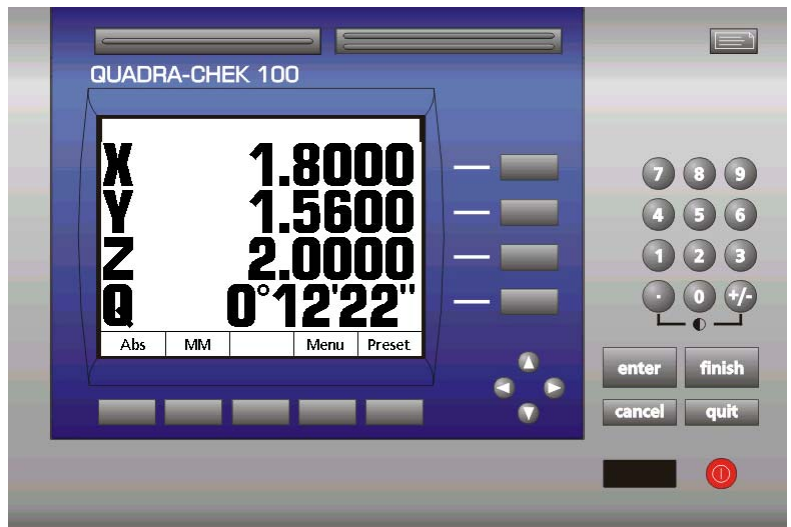 QUADRA-CHEK 100
X 1.8000
Y 1.5600
Z 2.0000
Q 0°12'22"
Abs MM Menu Preset
7 8 9
4 5 6
1 2 3
· 0 +/-
enter finish
cancel quit